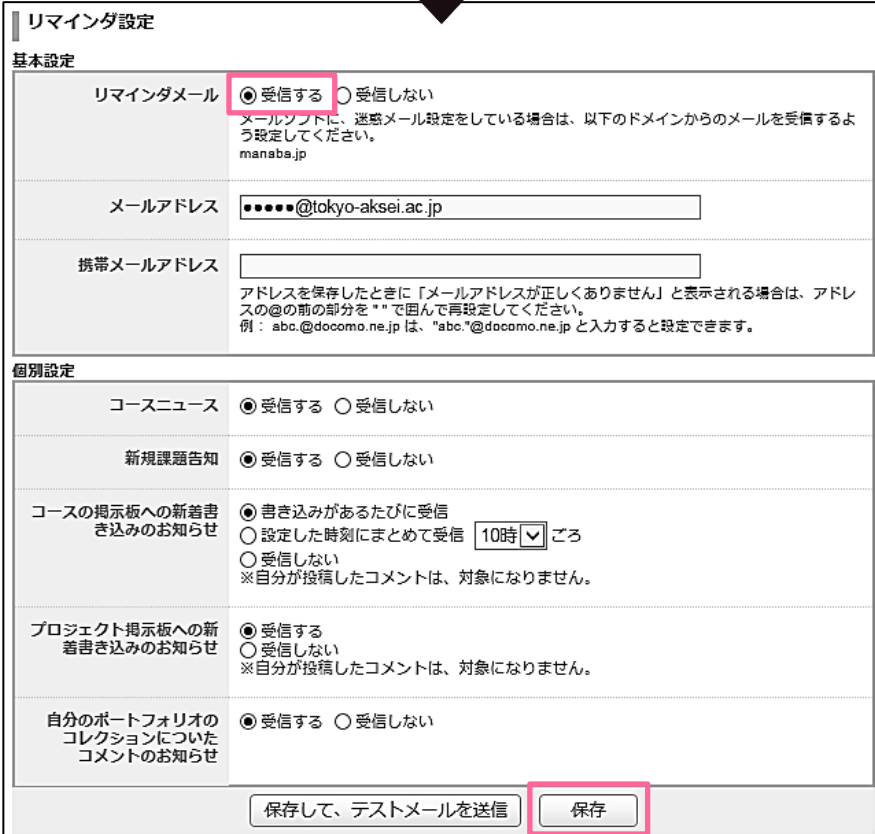 リマインダ設定
基本設定
リマインダメール
受信する 受信しない
メールソフトに、迷惑メール設定をしている場合は、以下のドメインからのメールを受信するよ
う設定してください。
manaba.jp
メールアドレス
●●●●●@tokyo-aksei.ac.jp
携帯メールアドレス
アドレスを保存したときに「メールアドレスが正しくありません」と表示される場合は、アドレ
スの@の前の部分を " " で囲んで再設定してください。
例： abc.@docomo.ne.jp は、"abc."@docomo.ne.jp と入力すると設定できます。
個別設定
コースニュース
受信する 受信しない
新規課題告知
受信する 受信しない
コースの掲示板への新着書
き込みのお知らせ
書き込みがあるたびに受信
設定した時刻にまとめて受信 10時 ごろ
受信しない
※自分が投稿したコメントは、対象になりません。
プロジェクト掲示板への新
着書き込みのお知らせ
受信する
受信しない
※自分が投稿したコメントは、対象になりません。
自分のポートフォリオの
コレクションについた
コメントのお知らせ
受信する 受信しない
保存して、テストメールを送信 保存